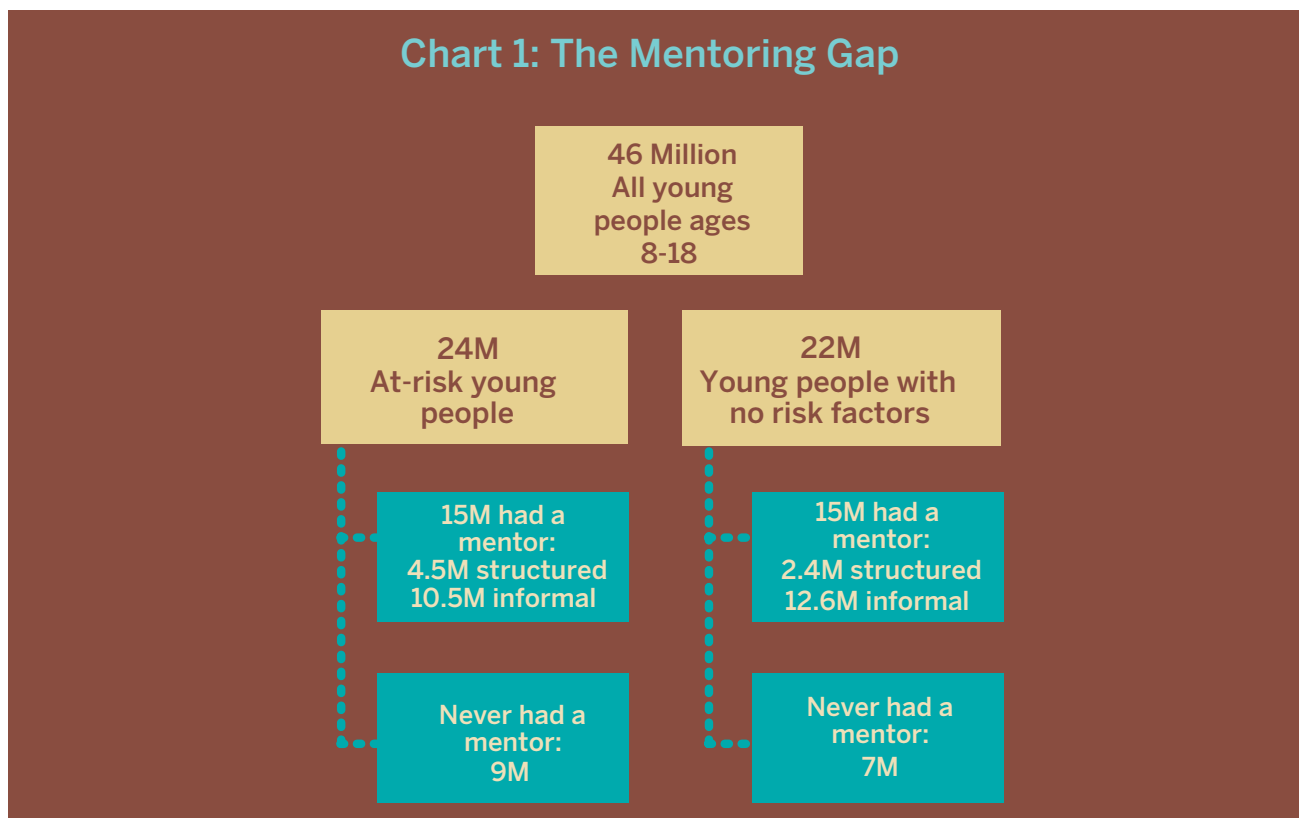 Chart 1: The Mentoring Gap
46 Million
All young
people ages
8-18
24M
At-risk young
people
22M
Young people with
no risk factors
15M had a
mentor:
4.5M structured
10.5M informal
15M had a
mentor:
2.4M structured
12.6M informal
Never had a
mentor:
9M
Never had a
mentor:
7M